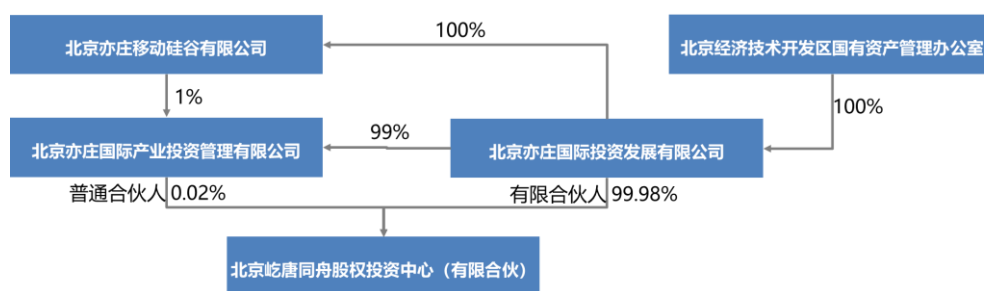 100%
北京亦庄移动硅谷有限公司
北京经济技术开发区国有资产管理办公室
1%
100%
99%
北京亦庄国际产业投资管理有限公司
北京亦庄国际投资发展有限公司
普通合伙人 0.02%
有限合伙人 99.98%
北京屹唐同舟股权投资中心（有限合伙）